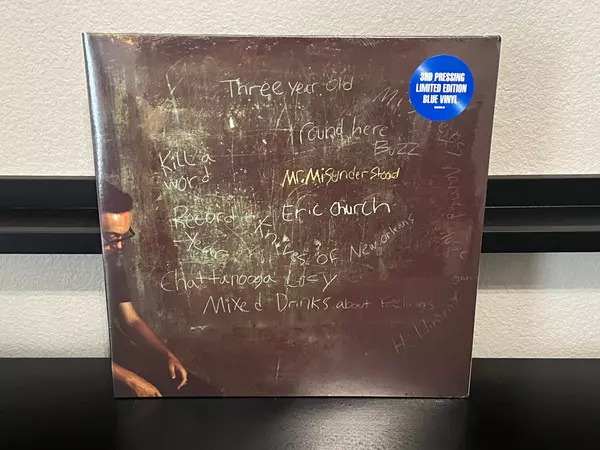 3RD PRESSING
LIMITED EDITION
BLUE VINYL
Three year old
round here
Buzz
Kill a
word
Mr. Misunderstood
Eric Church
Record
Year
Knives of New orleans
Chattanooga Lucy
Mixed Drinks about Feelings